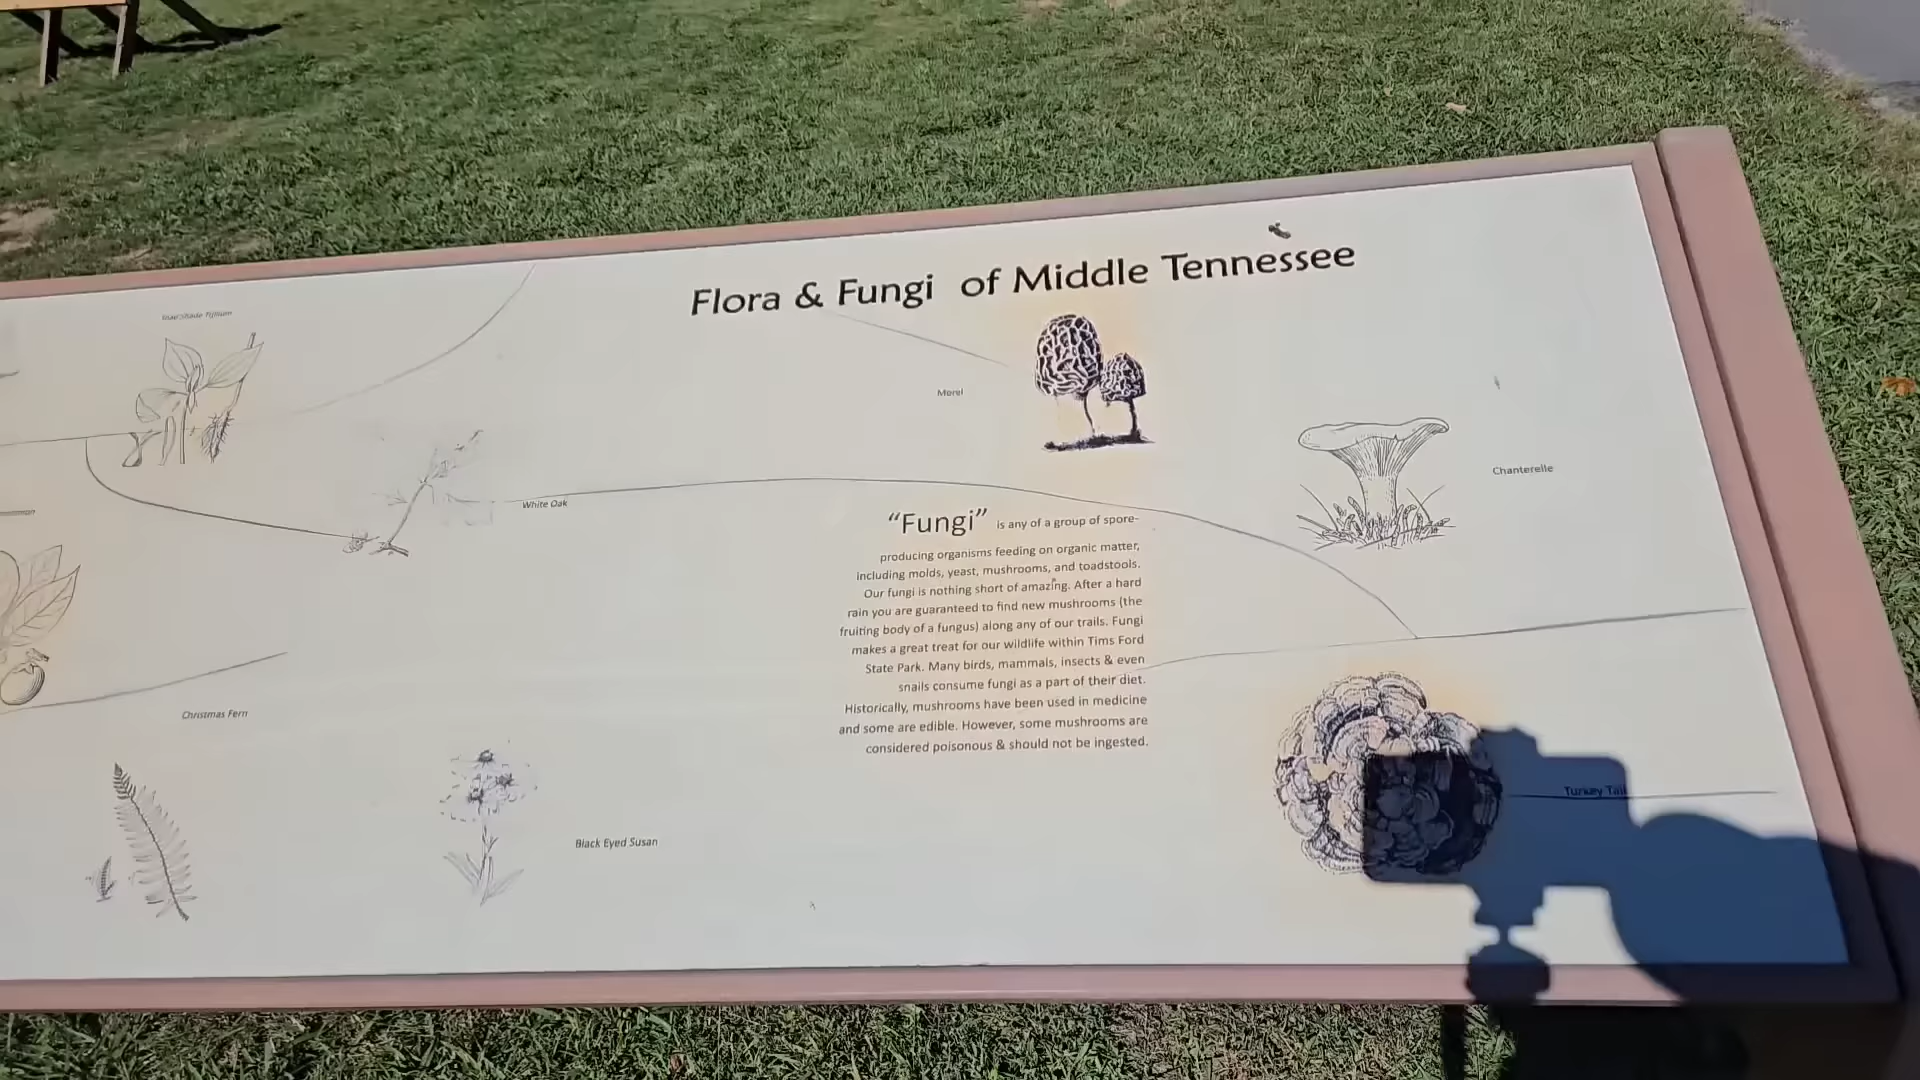 Flora & Fungi of Middle Tennessee
Trillium
Morel
Chanterelle
White Oak
"Fungi" is any of a group of spore-
producing organisms feeding on organic matter,
including molds, yeast, mushrooms, and toadstools.
Our fungi is nothing short of amazing. After a hard
rain you are guaranteed to find new mushrooms (the
fruiting body of a fungus) along any of our trails. Fungi
makes a great treat for our wildlife within Tims Ford
State Park. Many birds, mammals, insects & even
snails consume fungi as a part of their diet.
Historically, mushrooms have been used in medicine
and some are edible. However, some mushrooms are
considered poisonous & should not be ingested.
Christmas Fern
Black Eyed Susan
Turkey Tail